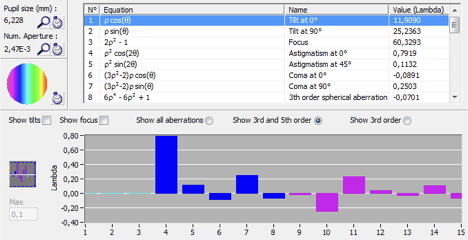 Pupil size (mm) :
6,228
Num. Aperture :
2,47E-3
N° Equation Name Value (Lambda)
1 ρ cos(θ) Tilt at 0° 11,9090
2 ρ sin(θ) Tilt at 90° 25,2363
3 2ρ² - 1 Focus 60,3293
4 ρ² cos(2θ) Astigmatism at 0° 0,7919
5 ρ² sin(2θ) Astigmatism at 45° 0,1132
6 (3ρ²-2)ρ cos(θ) Coma at 0° -0,0891
7 (3ρ²-2)ρ sin(θ) Coma at 90° 0,2503
8 6ρ⁴ - 6ρ² + 1 3th order spherical aberration -0,0701
Show tilts Show focus Show all aberrations Show 3rd and 5th order Show 3rd order
Max
0,1
Lambda
0,80
0,60
0,40
0,20
0,00
-0,20
-0,40
1 2 3 4 5 6 7 8 9 10 11 12 13 14 15